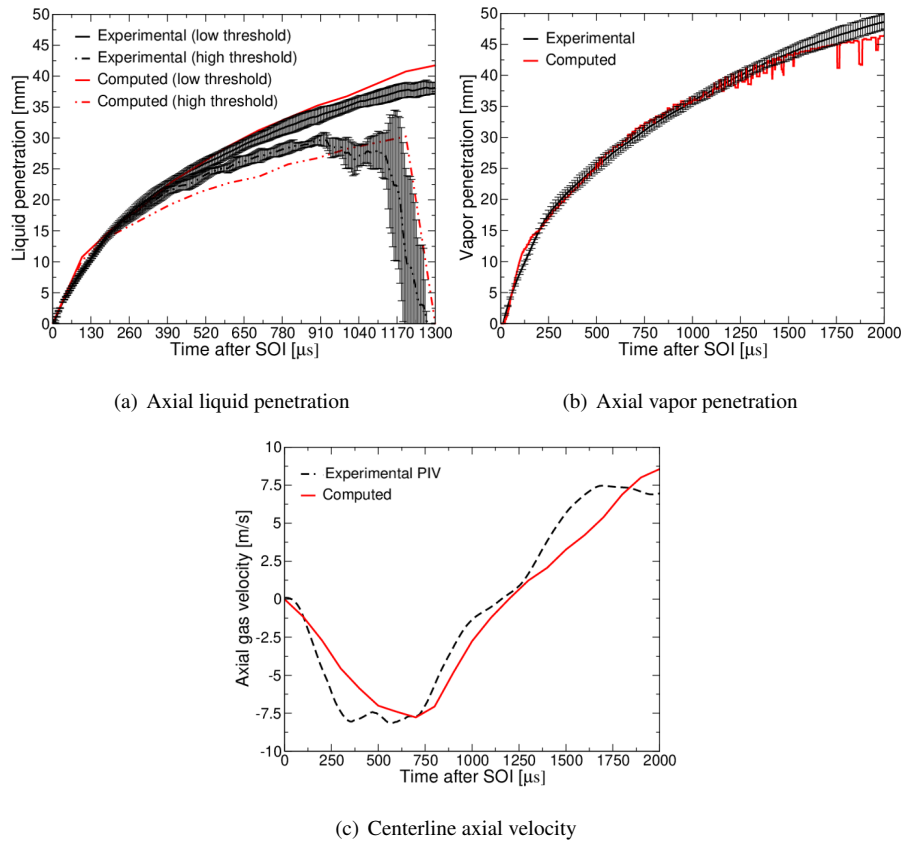 50
45
40
35
30
25
20
15
10
5
0
Liquid penetration [mm]
Experimental (low threshold)
Experimental (high threshold)
Computed (low threshold)
Computed (high threshold)
0 130 260 390 520 650 780 910 1040 1170 1300
Time after SOI [μs]
(a) Axial liquid penetration
50
45
40
35
30
25
20
15
10
5
0
Vapor penetration [mm]
Experimental
Computed
0 250 500 750 1000 1250 1500 1750 2000
Time after SOI [μs]
(b) Axial vapor penetration
10
7.5
5
2.5
0
-2.5
-5
-7.5
-10
Axial gas velocity [m/s]
Experimental PIV
Computed
0 250 500 750 1000 1250 1500 1750 2000
Time after SOI [μs]
(c) Centerline axial velocity